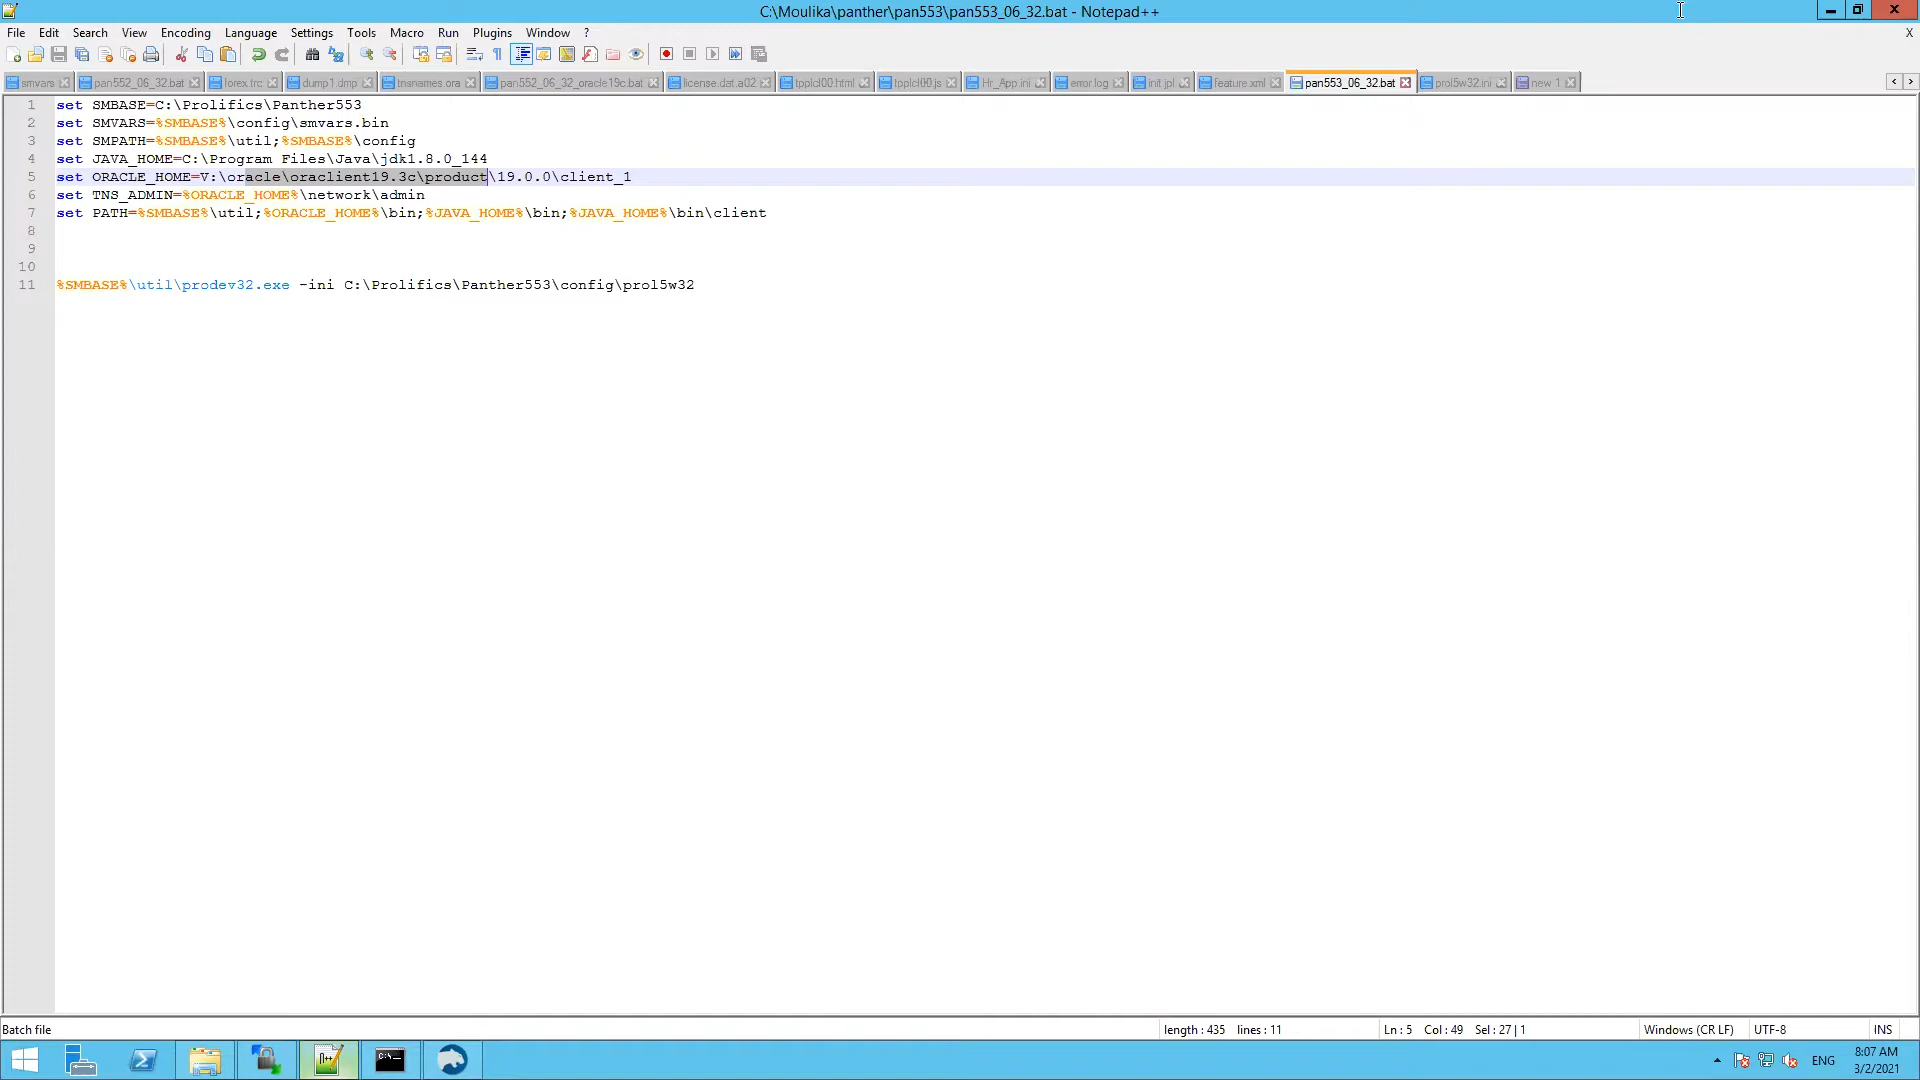 C:\Moulika\panther\pan553\pan553_06_32.bat - Notepad++
File Edit Search View Encoding Language Settings Tools Macro Run Plugins Window ? X
smvars pan552_06_32.bat forex.trc dump1.dmp tnsnames.ora pan552_06_32_oracle19c.bat license.dat.a02 tpplcl00.html tpplcl00.js Hr_App.ini error.log init.jpl feature.xml pan553_06_32.bat prol5w32.ini new 1
1 set SMBASE=C:\Prolifics\Panther553
2 set SMVARS=%SMBASE%\config\smvars.bin
3 set SMPATH=%SMBASE%\util;%SMBASE%\config
4 set JAVA_HOME=C:\Program Files\Java\jdk1.8.0_144
5 set ORACLE_HOME=V:\oracle\oraclient19.3c\product\19.0.0\client_1
6 set TNS_ADMIN=%ORACLE_HOME%\network\admin
7 set PATH=%SMBASE%\util;%ORACLE_HOME%\bin;%JAVA_HOME%\bin;%JAVA_HOME%\bin\client
8
9
10
11 %SMBASE%\util\prodev32.exe -ini C:\Prolifics\Panther553\config\prol5w32
Batch file length : 435 lines : 11 Ln : 5 Col : 49 Sel : 27 | 1 Windows (CR LF) UTF-8 INS
ENG 8:07 AM
3/2/2021